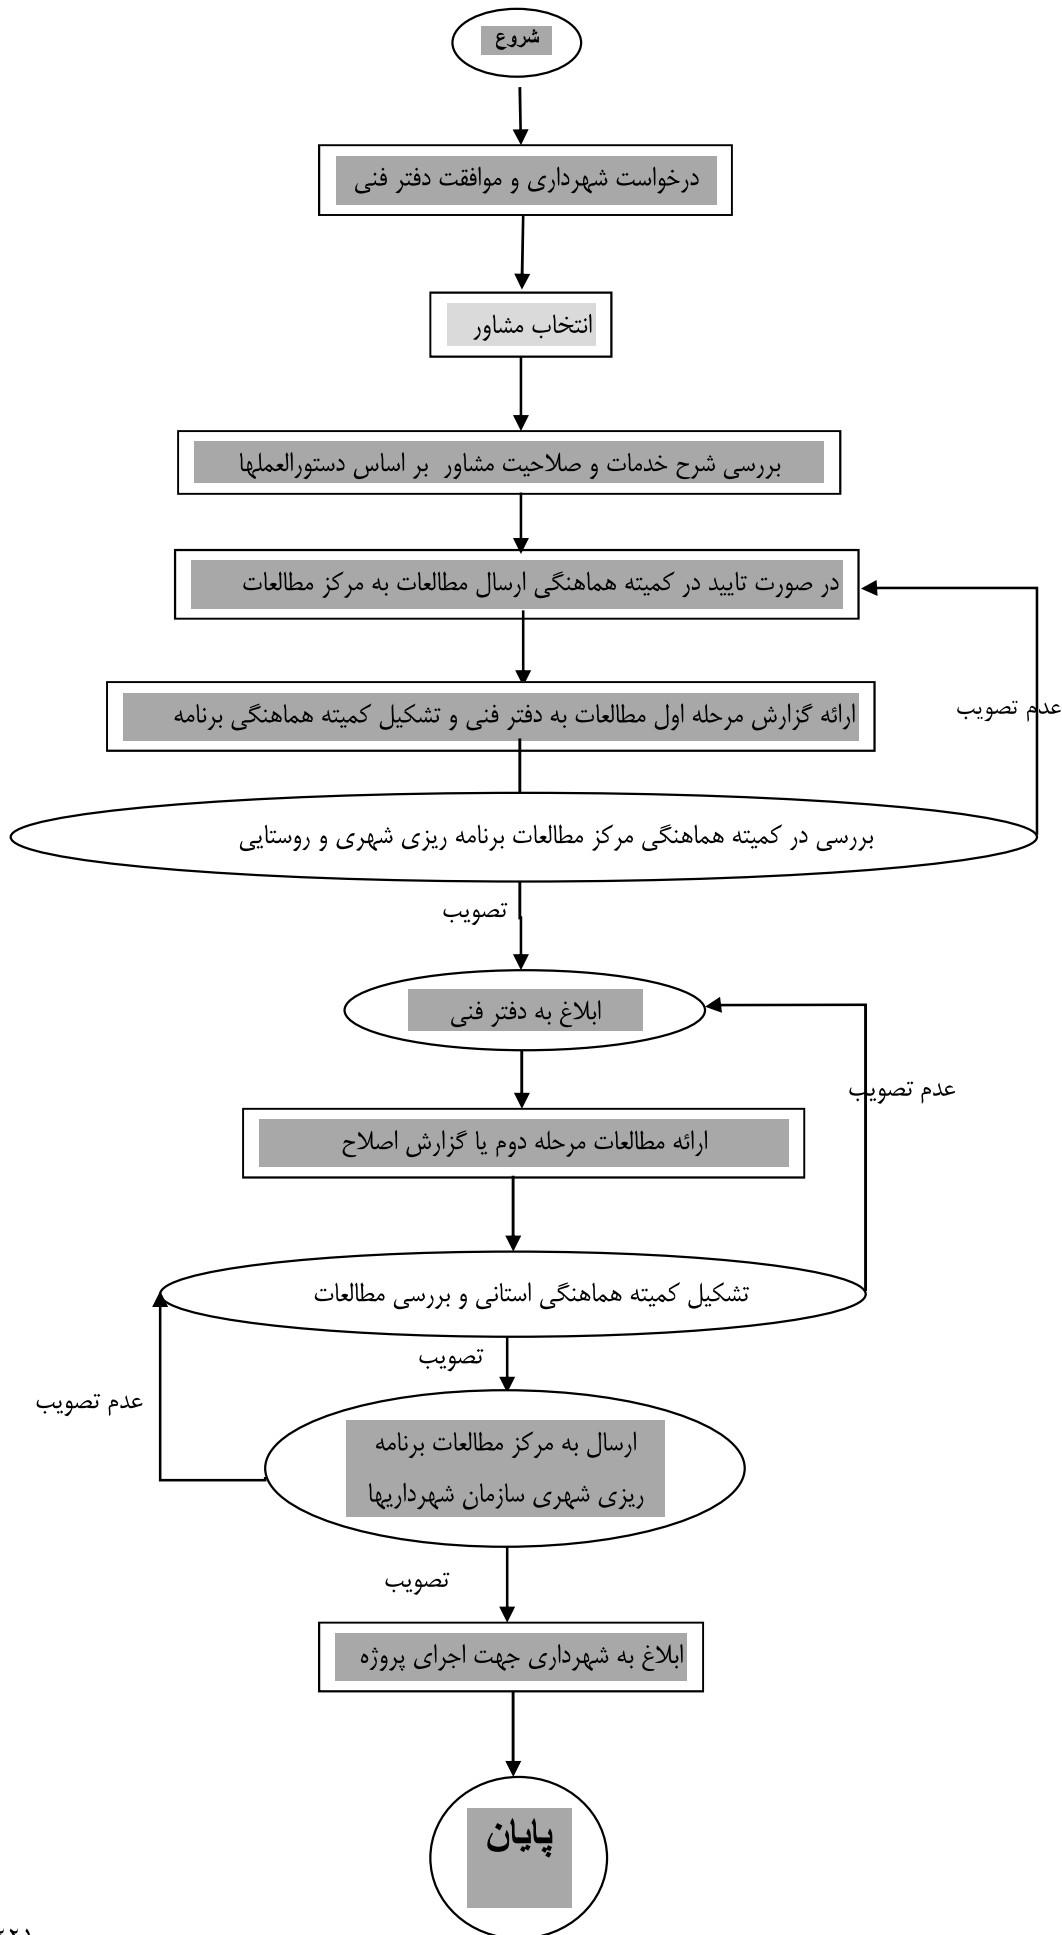 شروع
درخواست شهرداری و موافقت دفتر فنی
انتخاب مشاور
بررسی شرح خدمات و صلاحیت مشاور بر اساس دستورالعملها
در صورت تایید در کمیته هماهنگی ارسال مطالعات به مرکز مطالعات
ارائه گزارش مرحله اول مطالعات به دفتر فنی و تشکیل کمیته هماهنگی برنامه
عدم تصویب
بررسی در کمیته هماهنگی مرکز مطالعات برنامه ریزی شهری و روستایی
تصویب
ابلاغ به دفتر فنی
عدم تصویب
ارائه مطالعات مرحله دوم یا گزارش اصلاح
تشکیل کمیته هماهنگی استانی و بررسی مطالعات
تصویب
عدم تصویب
ارسال به مرکز مطالعات برنامه
ریزی شهری سازمان شهرداریها
تصویب
ابلاغ به شهرداری جهت اجرای پروژه
پایان